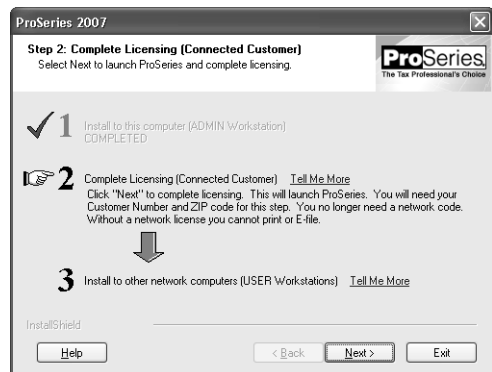 ProSeries 2007
Step 2: Complete Licensing (Connected Customer)
Select Next to launch ProSeries and complete licensing.
ProSeries
The Tax Professional's Choice
1 Install to this computer (ADMIN Workstation)
COMPLETED
2 Complete Licensing (Connected Customer) Tell Me More
Click "Next" to complete licensing. This will launch ProSeries. You will need your
Customer Number and ZIP code for this step. You no longer need a network code.
Without a network license you cannot print or E-file.
3 Install to other network computers (USER Workstations) Tell Me More
InstallShield
Help
< Back
Next >
Exit